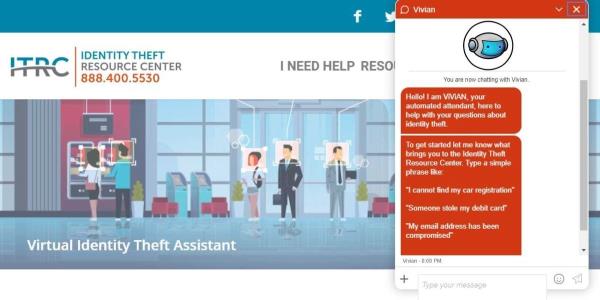 ITRC
IDENTITY THEFT
RESOURCE CENTER
888.400.5530
I NEED HELP
Virtual Identity Theft Assistant
Vivian
You are now chatting with Vivian.
Hello! I am VIVIAN, your
automated attendant, here to
help with your questions about
identity theft.
To get started let me know what
brings you to the Identity Theft
Resource Center. Type a simple
phrase like:
"I cannot find my car registration"
"Someone stole my debit card"
"My email address has been
compromised"
Vivian - 8:00 PM
Type your message